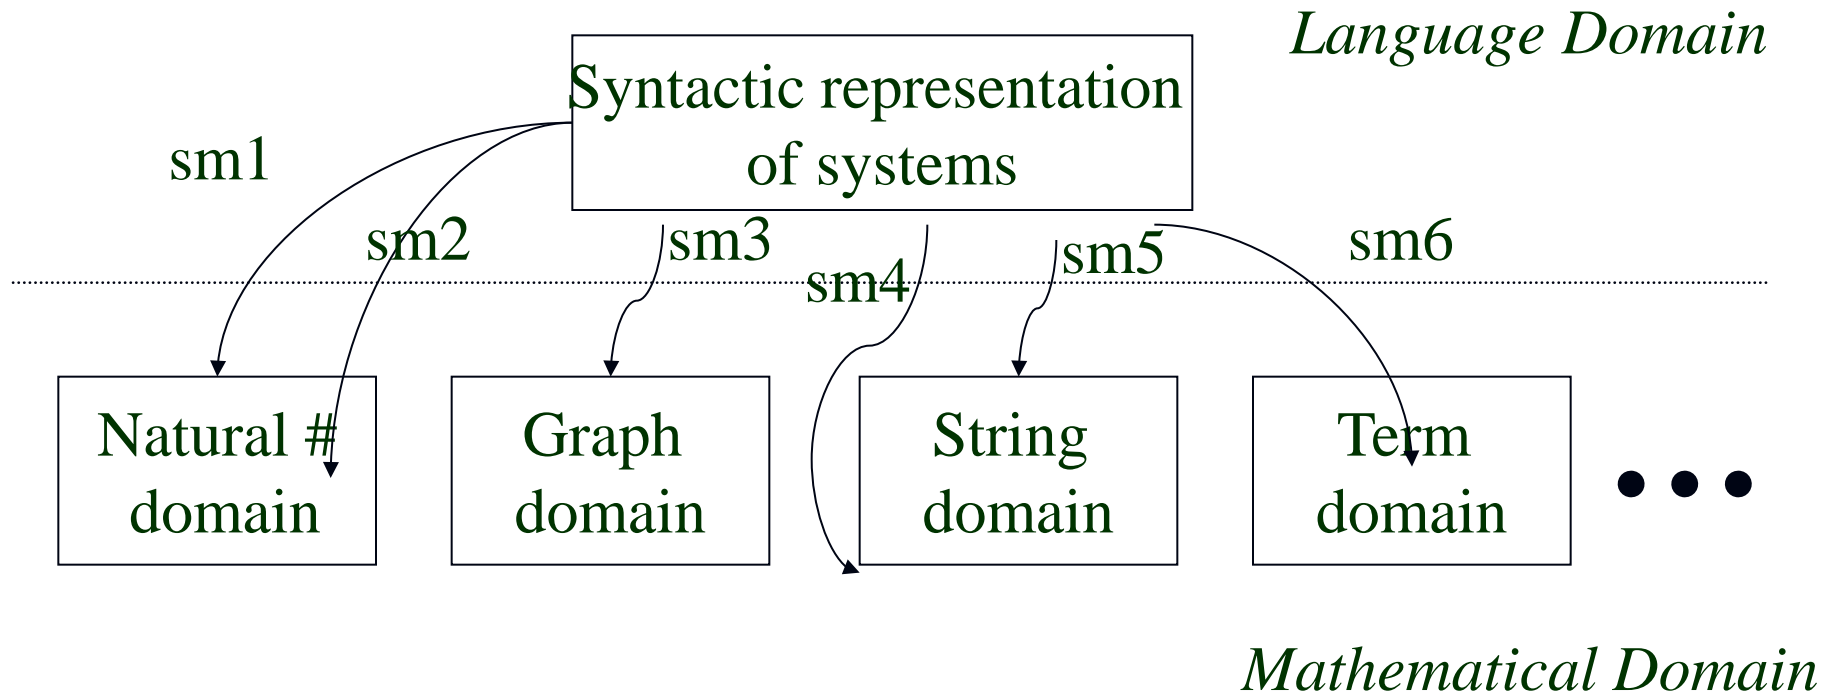 Language Domain
Syntactic representation
of systems
sm1
sm2
sm3
sm4
sm5
sm6
Natural #
domain
Graph
domain
String
domain
Term
domain
Mathematical Domain